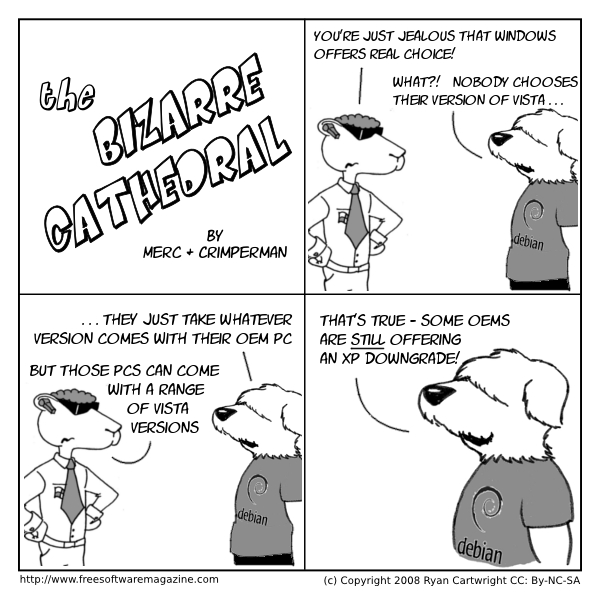 the
BIZARRE
CATHEDRAL
BY
MERC + CRIMPERMAN
YOU'RE JUST JEALOUS THAT WINDOWS
OFFERS REAL CHOICE!
WHAT?! NOBODY CHOOSES
THEIR VERSION OF VISTA ...
debian
... THEY JUST TAKE WHATEVER
VERSION COMES WITH THEIR OEM PC
BUT THOSE PCS CAN COME
WITH A RANGE
OF VISTA
VERSIONS
debian
THAT'S TRUE - SOME OEMS
ARE STILL OFFERING
AN XP DOWNGRADE!
debian
http://www.freesoftwaremagazine.com
(c) Copyright 2008 Ryan Cartwright CC: By-NC-SA